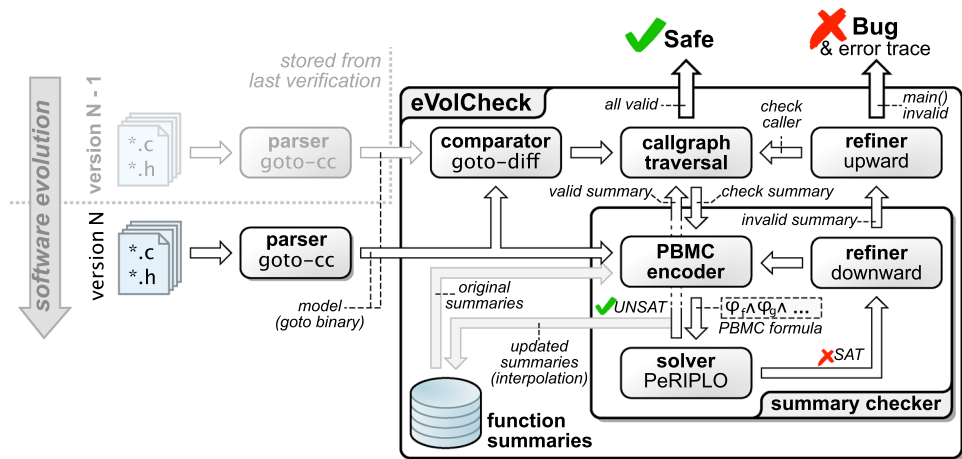 Safe
Bug
& error trace
stored from
last verification
eVolCheck
all valid
main()
invalid
check
caller
software evolution
version N - 1
*.c
*.h
parser
goto-cc
comparator
goto-diff
callgraph
traversal
refiner
upward
valid summary
check summary
invalid summary
version N
*.c
*.h
parser
goto-cc
PBMC
encoder
refiner
downward
model
(goto binary)
original
summaries
UNSAT
φf∧φg∧ ...
PBMC formula
updated
summaries
(interpolation)
solver
PeRIPLO
SAT
summary checker
function
summaries